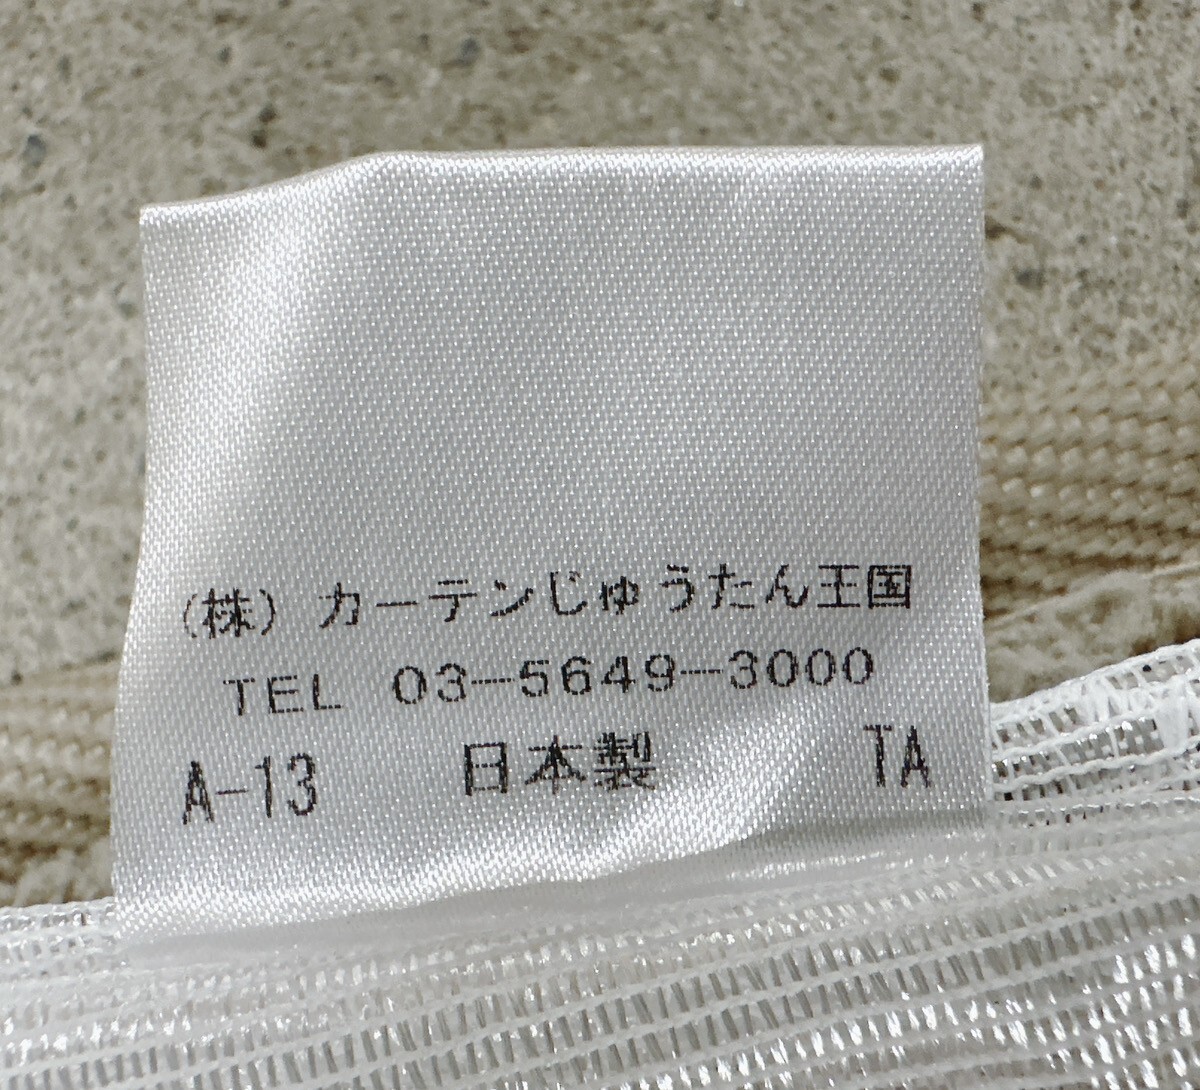 (株) カーテンじゅうたん王国
TEL 03-5649-3000
A-13 日本製 TA